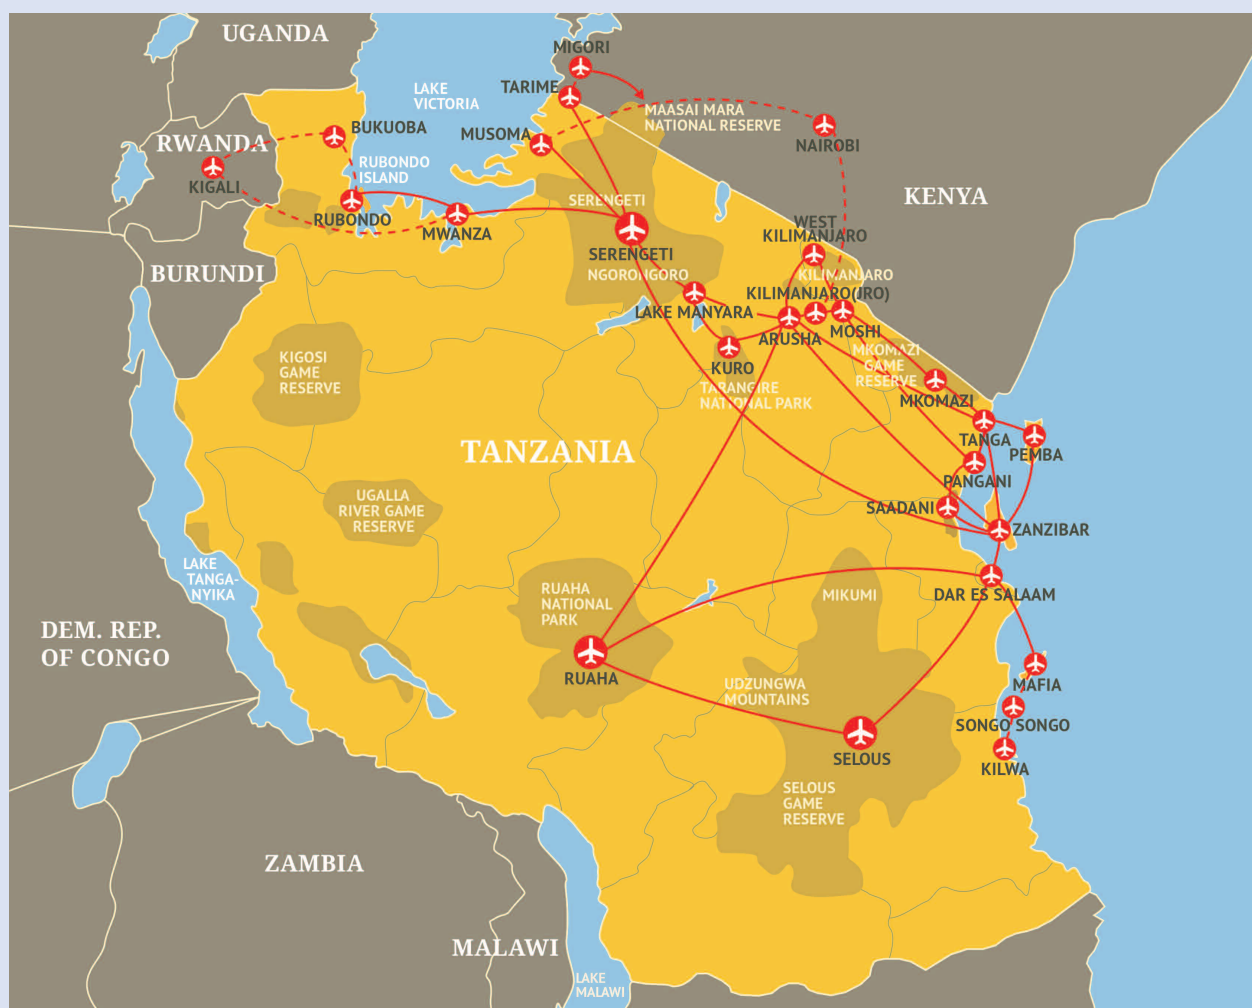 UGANDA
MIGORI
TARIME
LAKE
VICTORIA
MAASAI MARA
NATIONAL RESERVE
BUKUOBA
MUSOMA
RWANDA
NAIROBI
RUBONDO
ISLAND
KIGALI
KENYA
SERENGETI
RUBONDO
MWANZA
WEST
KILIMANJARO
SERENGETI
BURUNDI
NGORONGORO
KILIMANJARO
KILIMANJARO(JRO)
LAKE MANYARA
ARUSHA
MOSHI
KIGOSI
GAME
RESERVE
KURO
MKOMAZI
GAME
RESERVE
TARANGIRE
NATIONAL PARK
MKOMAZI
TANZANIA
TANGA
PEMBA
PANGANI
UGALLA
RIVER GAME
RESERVE
SAADANI
ZANZIBAR
LAKE
TANGA-
NYIKA
RUAHA
NATIONAL
PARK
MIKUMI
DAR ES SALAAM
DEM. REP.
OF CONGO
RUAHA
UDZUNGWA
MOUNTAINS
MAFIA
SONGO SONGO
SELOUS
KILWA
SELOUS
GAME
RESERVE
ZAMBIA
MALAWI
LAKE
MALAWI